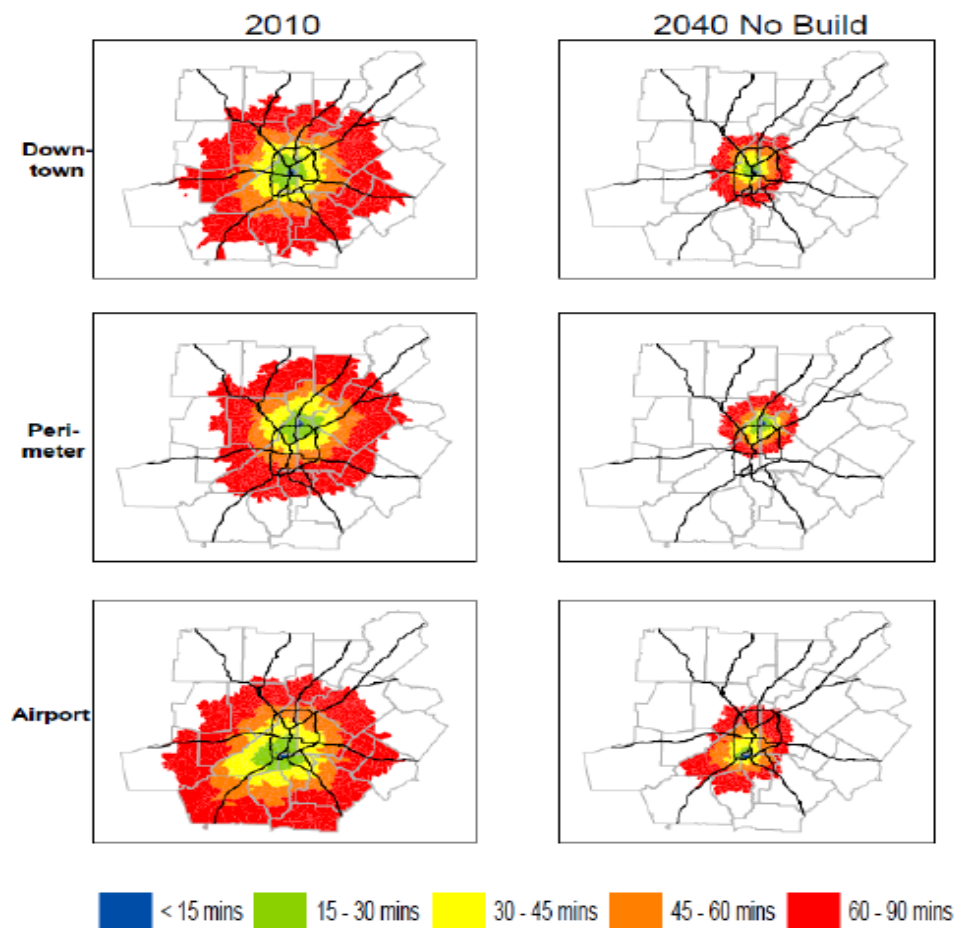 2010
2040 No Build
Down-
town
Peri-
meter
Airport
< 15 mins
15 - 30 mins
30 - 45 mins
45 - 60 mins
60 - 90 mins